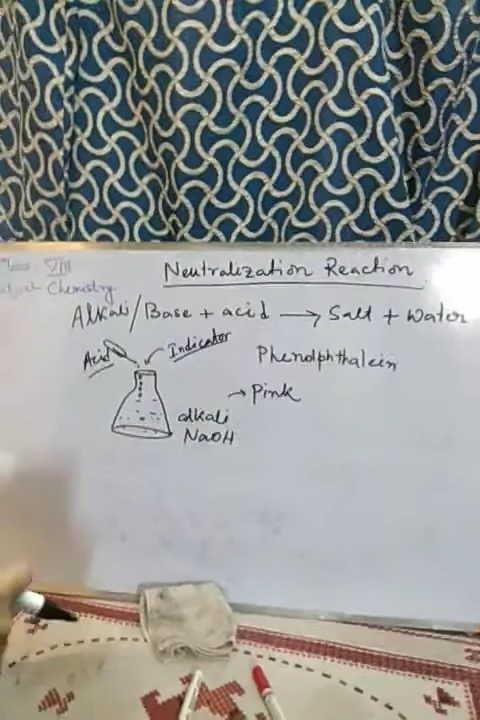 Class VIII
Neutralization Reaction
Chemistry
Alkali/Base + acid → Salt + Water
Acid
Indicator
Phenolphthalein
→ Pink
alkali
NaOH